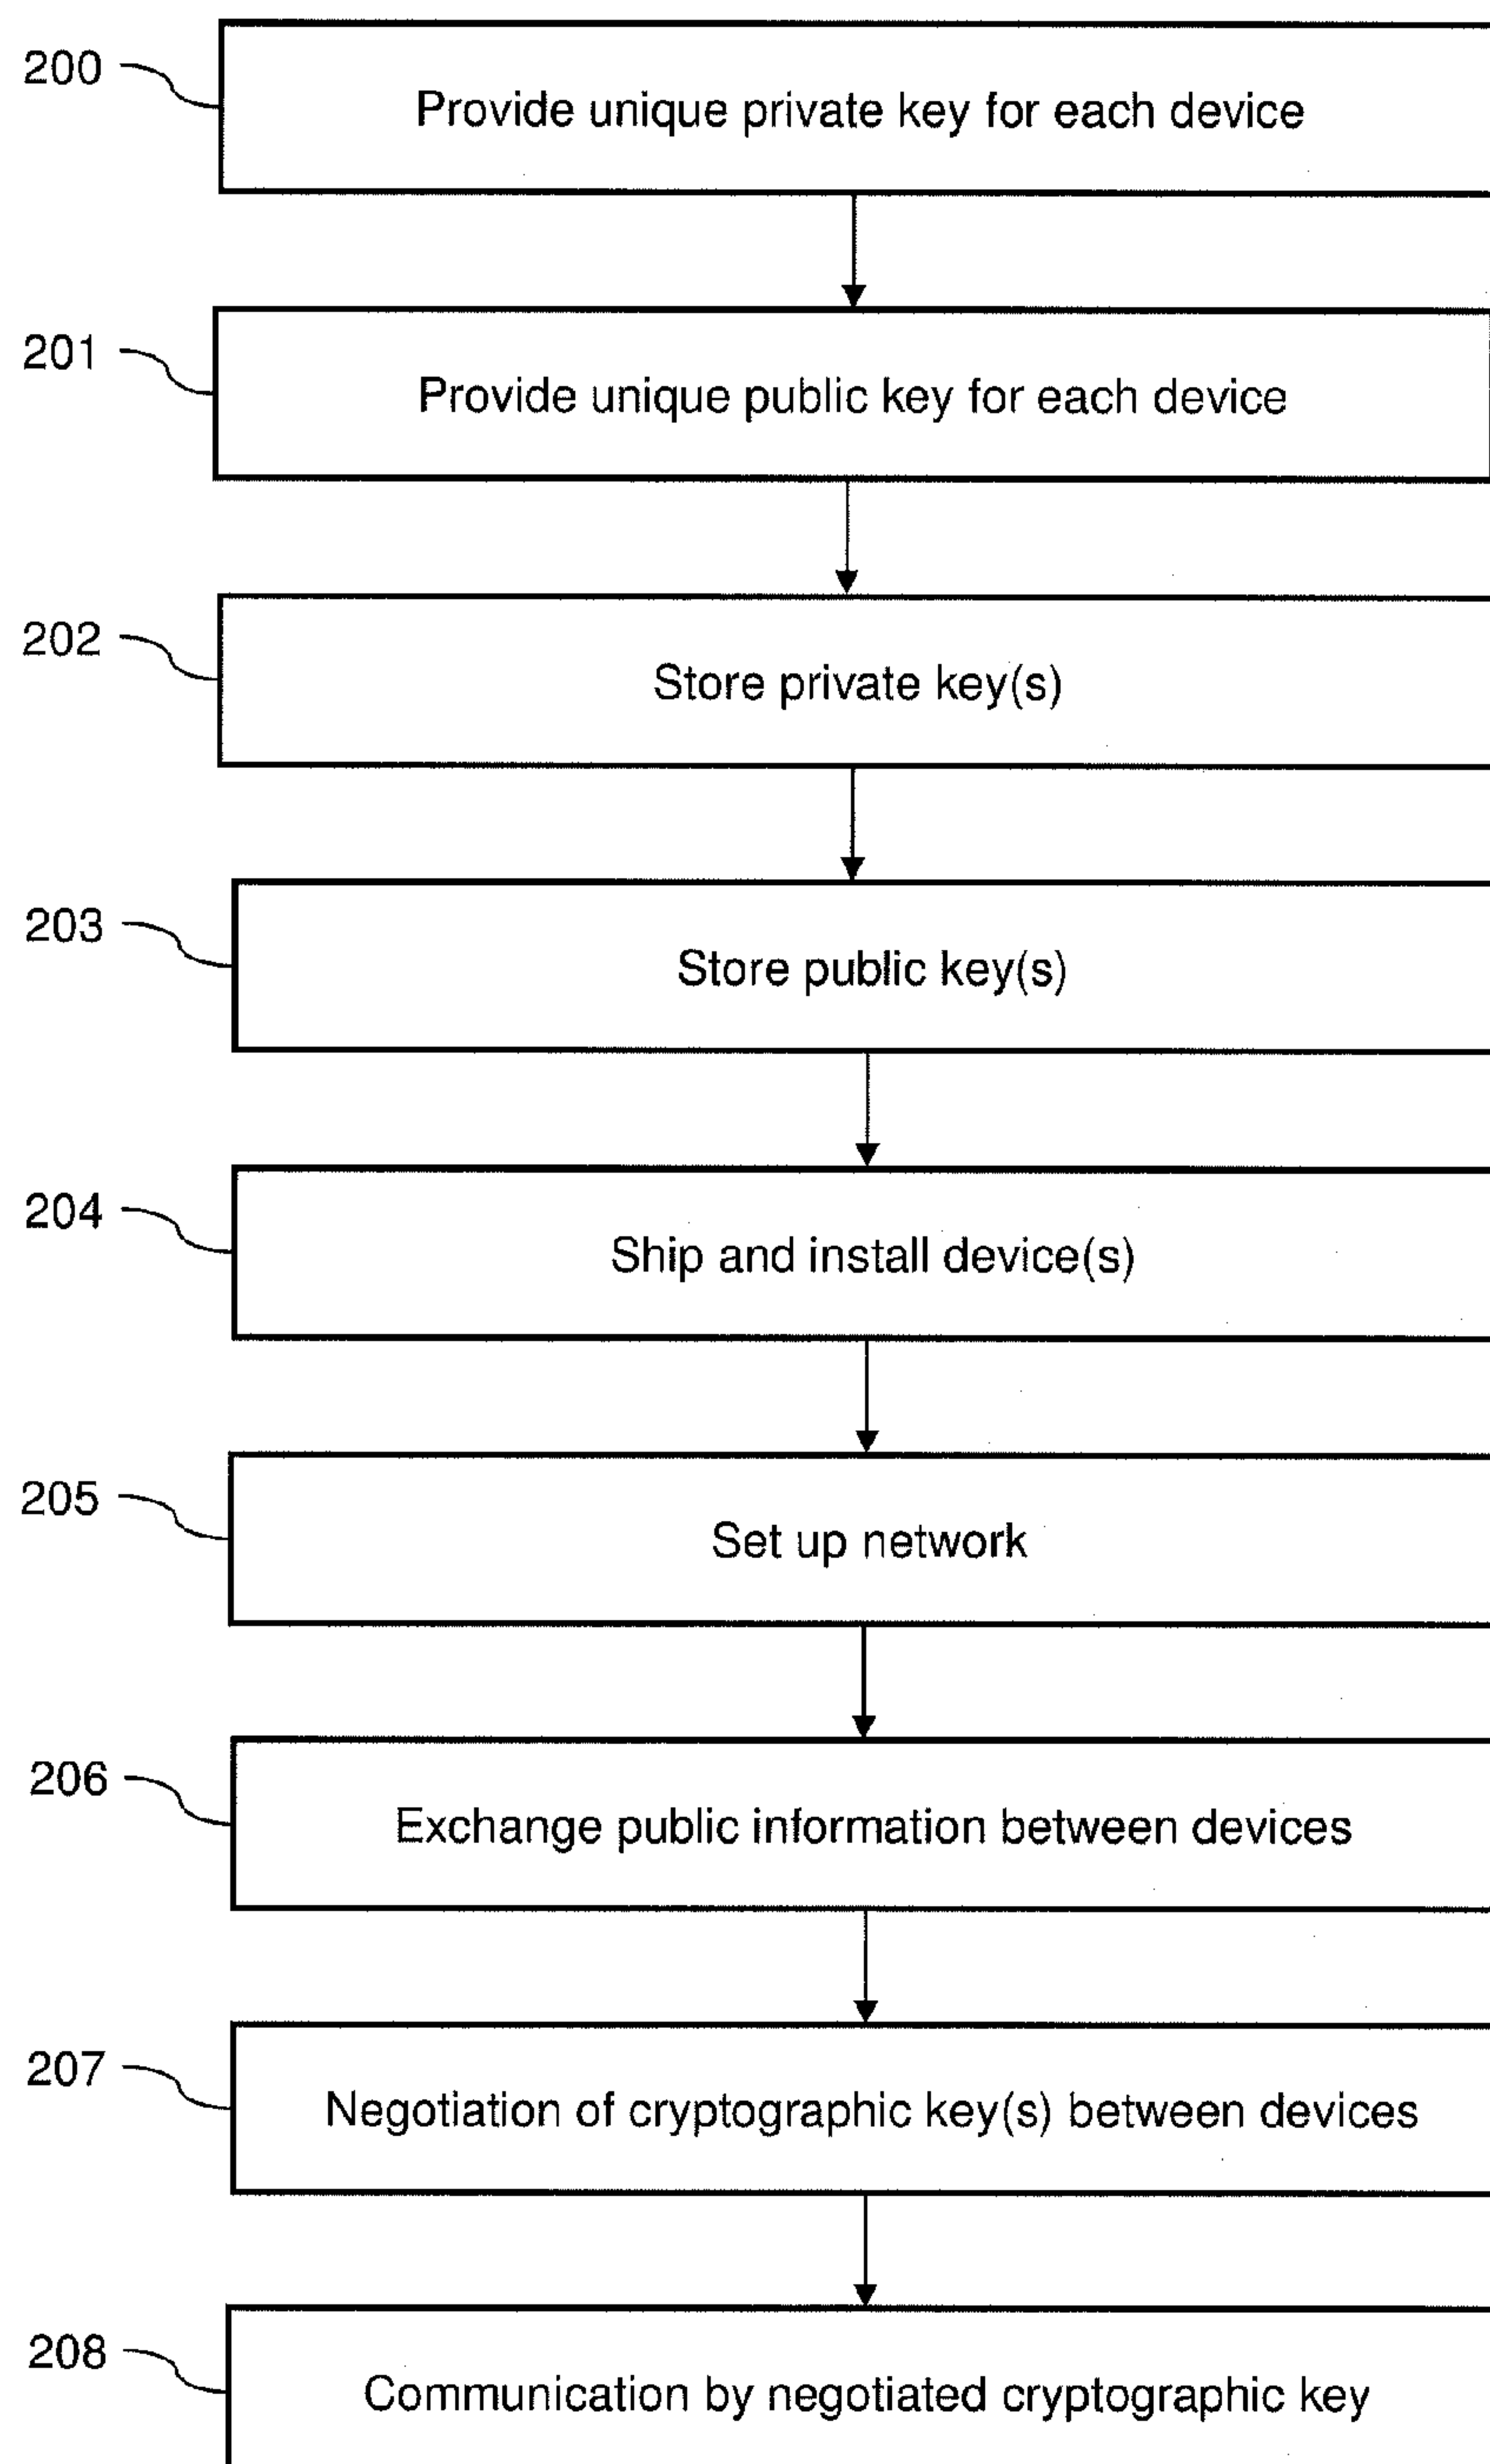 200
Provide unique private key for each device
201
Provide unique public key for each device
202
Store private key(s)
203
Store public key(s)
204
Ship and install device(s)
205
Set up network
206
Exchange public information between devices
207
Negotiation of cryptographic key(s) between devices
208
Communication by negotiated cryptographic key